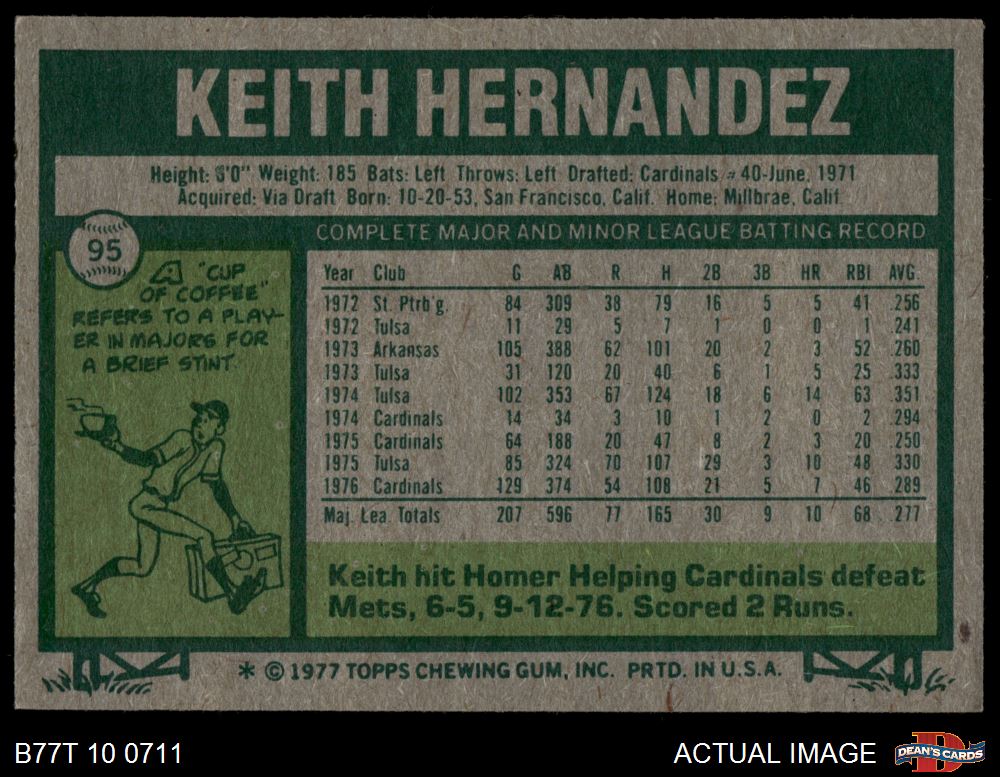 KEITH HERNANDEZ
Height: 6'0" Weight: 185 Bats: Left Throws: Left Drafted: Cardinals #40-June, 1971
Acquired: Via Draft Born: 10-20-53, San Francisco, Calif. Home: Millbrae, Calif.
95
COMPLETE MAJOR AND MINOR LEAGUE BATTING RECORD
A "CUP
OF COFFEE"
REFERS TO A PLAY-
ER IN MAJORS FOR
A BRIEF STINT.
Year Club G AB R H 2B 3B HR RBI AVG.
1972 St. Ptrb'g. 84 309 38 79 16 5 5 41 .256
1972 Tulsa 11 29 5 7 1 0 0 1 .241
1973 Arkansas 105 388 62 101 20 2 3 52 .260
1973 Tulsa 31 120 20 40 6 1 5 25 .333
1974 Tulsa 102 353 67 124 18 6 14 63 .351
1974 Cardinals 14 34 3 10 1 2 0 2 .294
1975 Cardinals 64 188 20 47 8 2 3 20 .250
1975 Tulsa 85 324 70 107 29 3 10 48 .330
1976 Cardinals 129 374 54 108 21 5 7 46 .289
Maj. Lea. Totals 207 596 77 165 30 9 10 68 .277
Keith hit Homer Helping Cardinals defeat
Mets, 6-5, 9-12-76. Scored 2 Runs.
* © 1977 TOPPS CHEWING GUM, INC. PRTD. IN U.S.A.
B77T 10 0711
ACTUAL IMAGE
D
DEAN'S CARDS